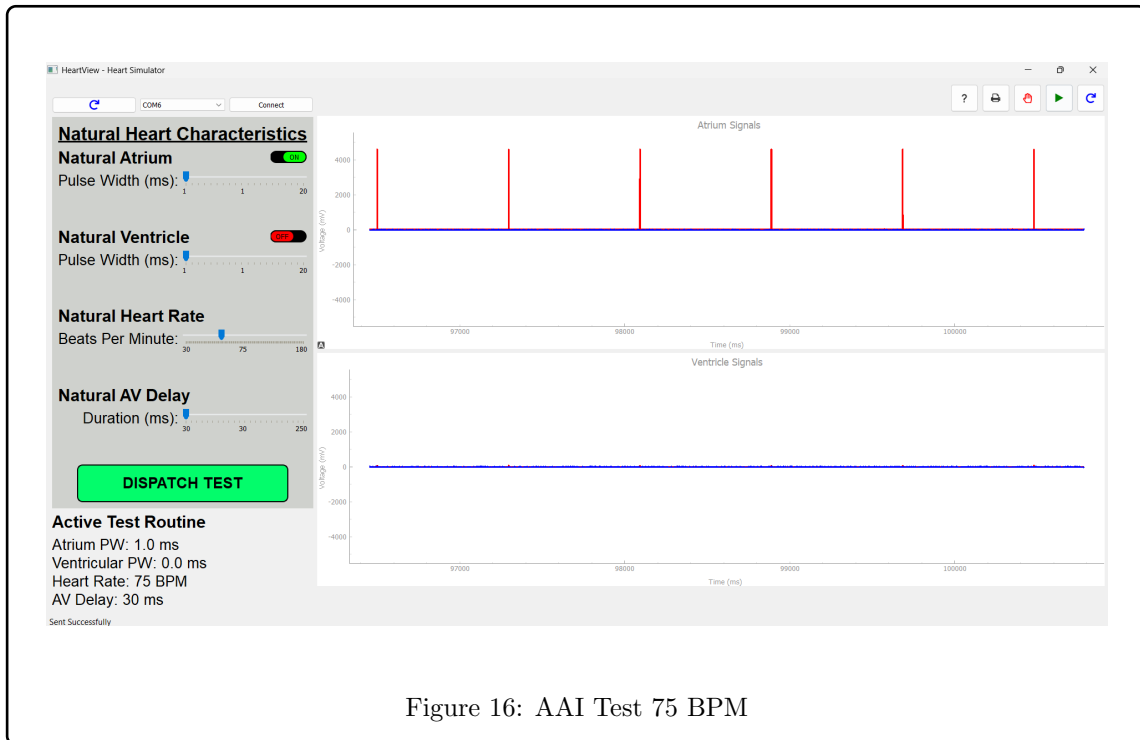 HeartView - Heart Simulator
COM6
Connect
?
Natural Heart Characteristics
Natural Atrium
ON
Pulse Width (ms):
1 1 20
Natural Ventricle
OFF
Pulse Width (ms):
1 1 20
Natural Heart Rate
Beats Per Minute:
30 75 180
Natural AV Delay
Duration (ms):
30 30 250
DISPATCH TEST
Active Test Routine
Atrium PW: 1.0 ms
Ventricular PW: 0.0 ms
Heart Rate: 75 BPM
AV Delay: 30 ms
Sent Successfully
Atrium Signals
Voltage (mV)
4000
2000
0
-2000
-4000
97000 98000 99000 100000
Time (ms)
A
Ventricle Signals
Voltage (mV)
4000
2000
0
-2000
-4000
97000 98000 99000 100000
Time (ms)
Figure 16: AAI Test 75 BPM